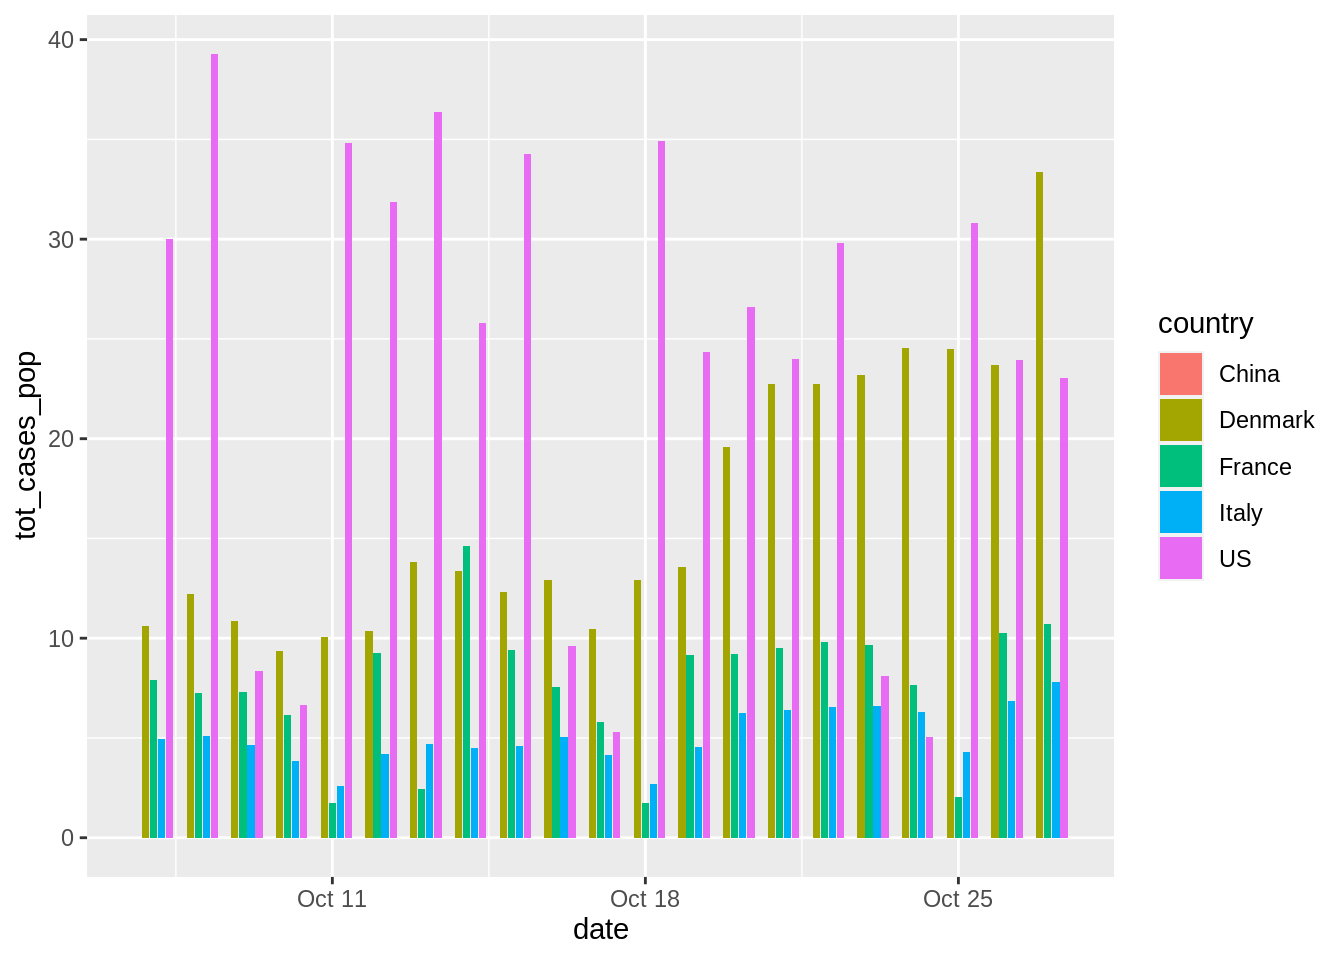 40
30
20
10
0
tot_cases_pop
Oct 11
Oct 18
Oct 25
date
country
China
Denmark
France
Italy
US